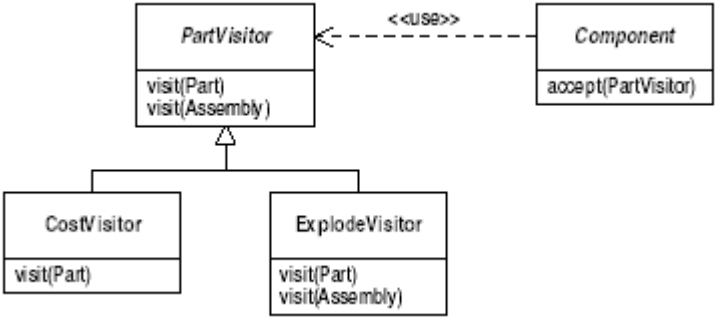 PartVisitor
<<use>>
Component
visit(Part)
visit(Assembly)
accept(PartVisitor)
CostVisitor
ExplodeVisitor
visit(Part)
visit(Part)
visit(Assembly)